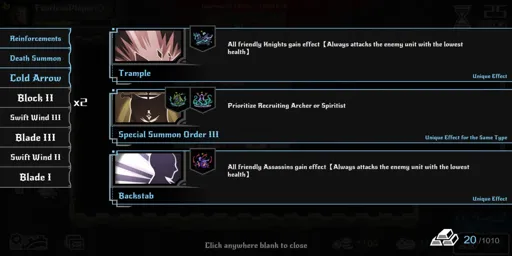 Reinforcements
Death Summon
Cold Arrow
Block II
x2
Swift Wind III
Blade III
Swift Wind II
Blade I
All friendly Knights gain effect【Always attacks the enemy unit with the lowest
health】
Trample
Unique Effect
Prioritize Recruiting Archer or Spiritist
Special Summon Order III
Unique Effect for the Same Type
All friendly Assassins gain effect【Always attacks the enemy unit with the lowest
health】
Backstab
Unique Effect
Click anywhere blank to close
20/1010
25